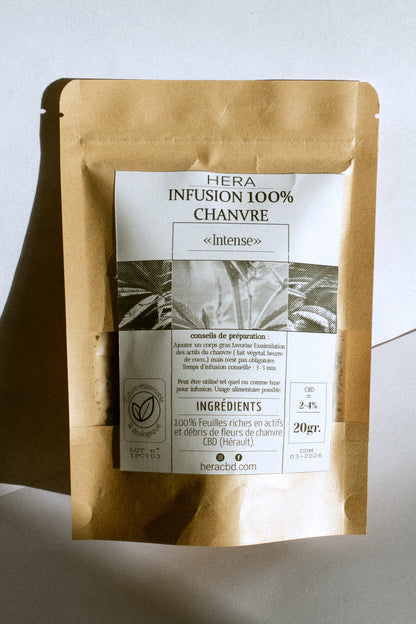 HERA
INFUSION 100%
CHANVRE
«Intense»
conseils de préparation :
Ajouter un corps gras favorise l'assimilation
des actifs du chanvre ( lait végétal, beurre
de coco..) mais n'est pas obligatoire.
Temps d'infusion conseillé : 3-5 min.
Peut être utilisé tel quel ou comme base
pour infusion. Usage alimentaire possible.
INGRÉDIENTS
100% Feuilles riches en actifs
et débris de fleurs de chanvre
CBD (Hérault).
heracbd.com
& écologique
LOT n°
TPC103
CBD
=
2-4%
20gr.
DDM
03-2026